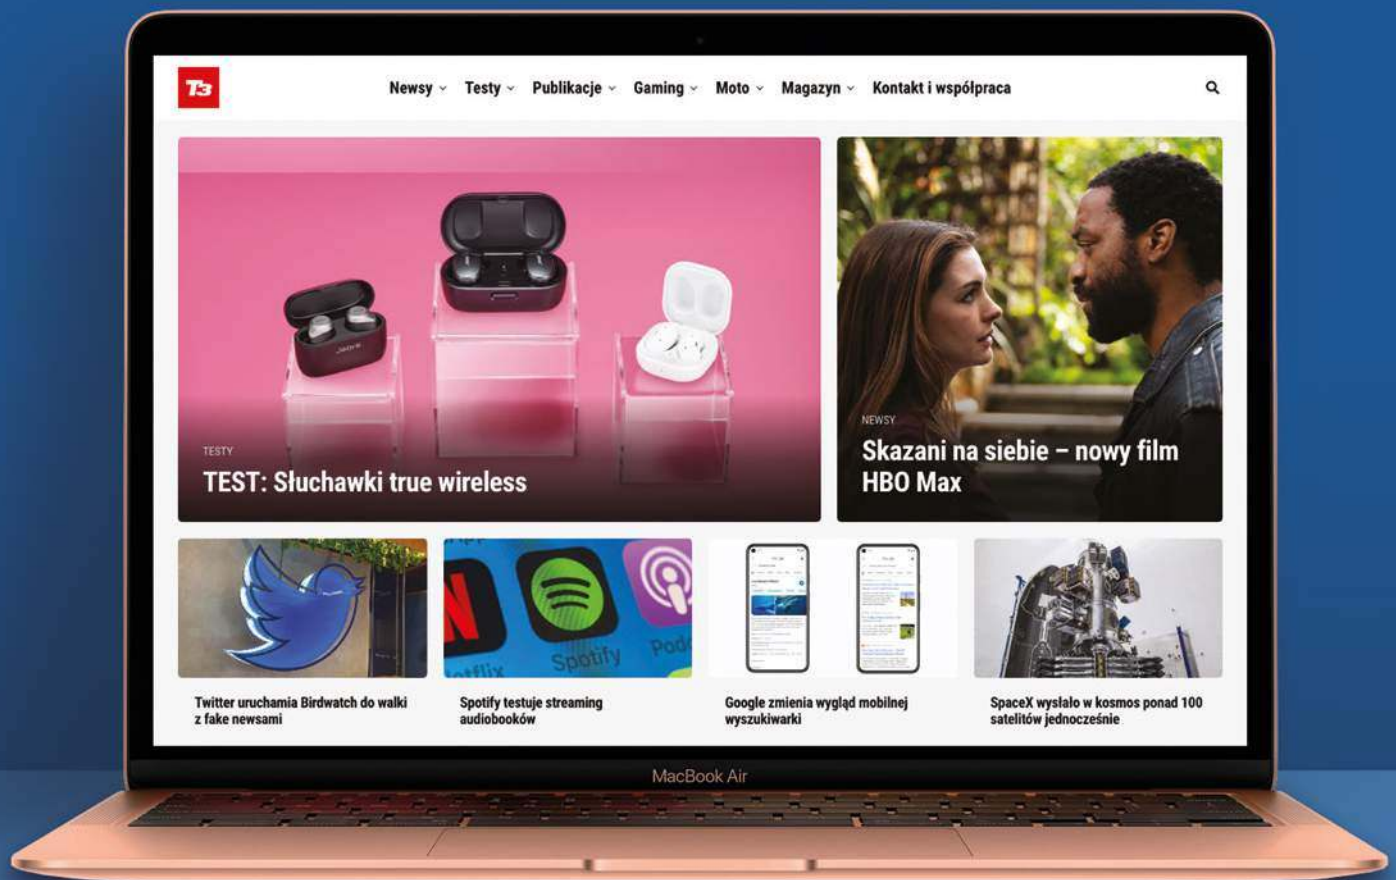 T3
Newsy
Testy
Publikacje
Gaming
Moto
Magazyn
Kontakt i współpraca
Jabra
TESTY
TEST: Słuchawki true wireless
NEWSY
Skazani na siebie – nowy film
HBO Max
Netflix
Spotify
Twitter uruchamia Birdwatch do walki
z fake newsami
Spotify testuje streaming
audiobooków
Google zmienia wygląd mobilnej
wyszukiwarki
SpaceX wysłało w kosmos ponad 100
satelitów jednocześnie
MacBook Air